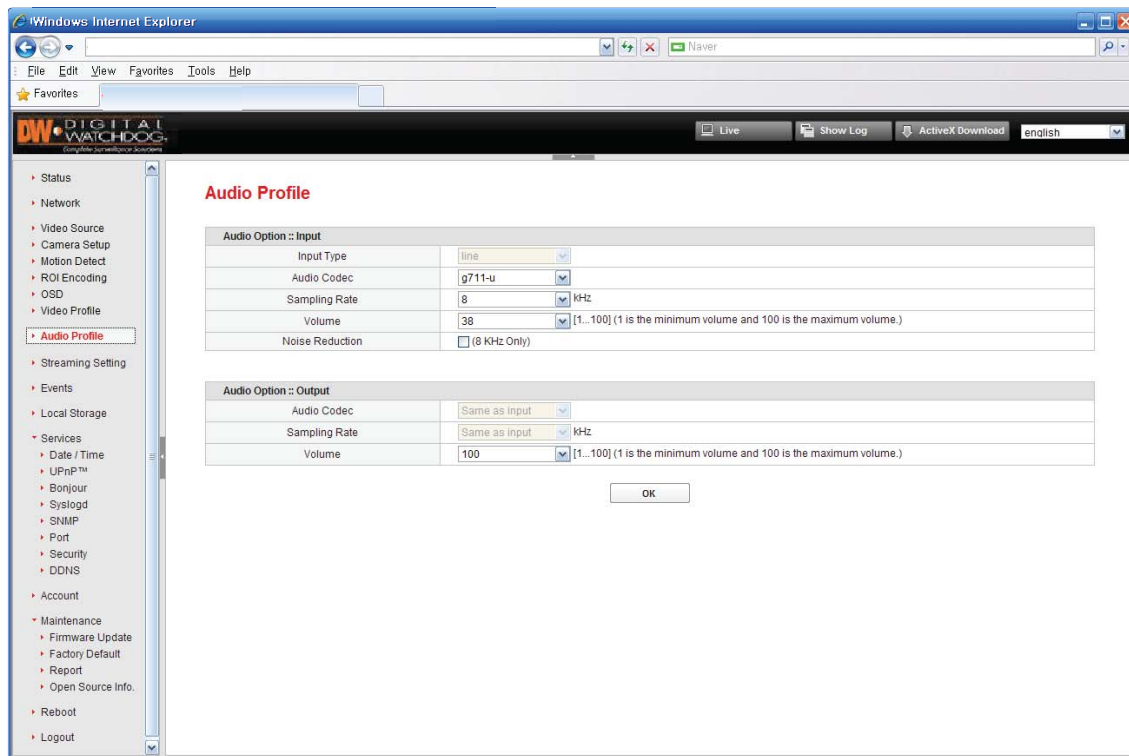 Windows Internet Explorer
Naver
File Edit View Favorites Tools Help
Favorites
DW DIGITAL WATCHDOG
Complete Surveillance Solutions
Live
Show Log
ActiveX Download
english
Status
Network
Video Source
Camera Setup
Motion Detect
ROI Encoding
OSD
Video Profile
Audio Profile
Streaming Setting
Events
Local Storage
Services
Date / Time
UPnP™
Bonjour
Syslogd
SNMP
Port
Security
DDNS
Account
Maintenance
Firmware Update
Factory Default
Report
Open Source Info.
Reboot
Logout
Audio Profile
Audio Option :: Input
Input Type line
Audio Codec g711-u
Sampling Rate 8 kHz
Volume 38 [1...100] (1 is the minimum volume and 100 is the maximum volume.)
Noise Reduction (8 KHz Only)
Audio Option :: Output
Audio Codec Same as input
Sampling Rate Same as input kHz
Volume 100 [1...100] (1 is the minimum volume and 100 is the maximum volume.)
OK